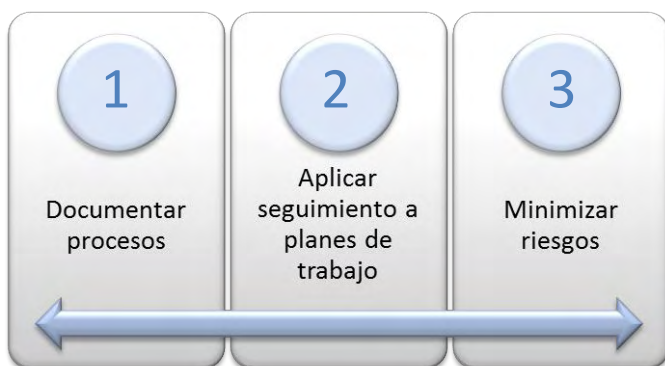 1
Documentar
procesos
2
Aplicar
seguimiento a
planes de
trabajo
3
Minimizar
riesgos